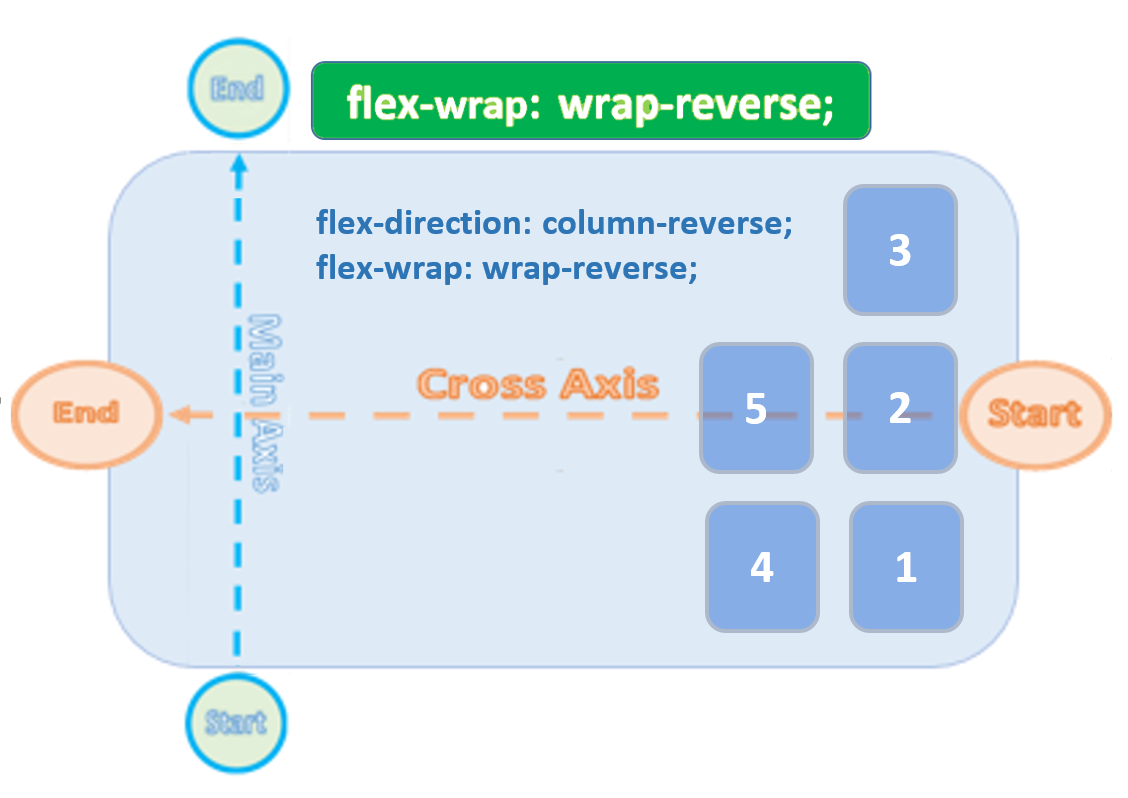 End
flex-wrap: wrap-reverse;
flex-direction: column-reverse;
flex-wrap: wrap-reverse;
3
Main Axis
Cross Axis
End
5
2
Start
4
1
Start